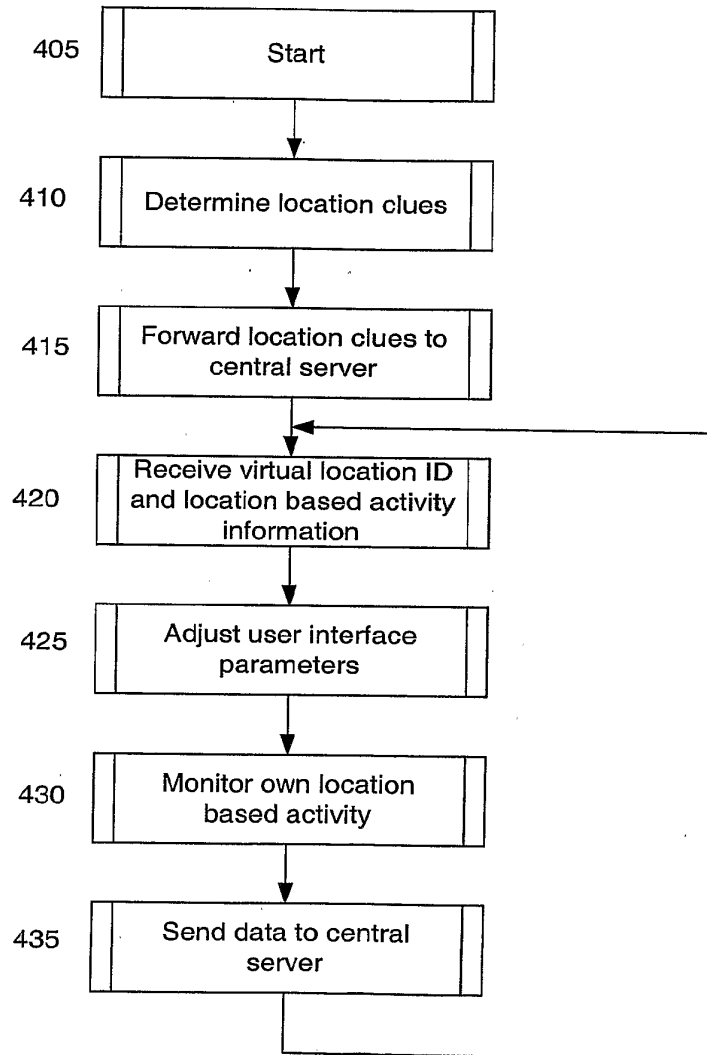 405
Start
410
Determine location clues
415
Forward location clues to
central server
420
Receive virtual location ID
and location based activity
information
425
Adjust user interface
parameters
430
Monitor own location
based activity
435
Send data to central
server